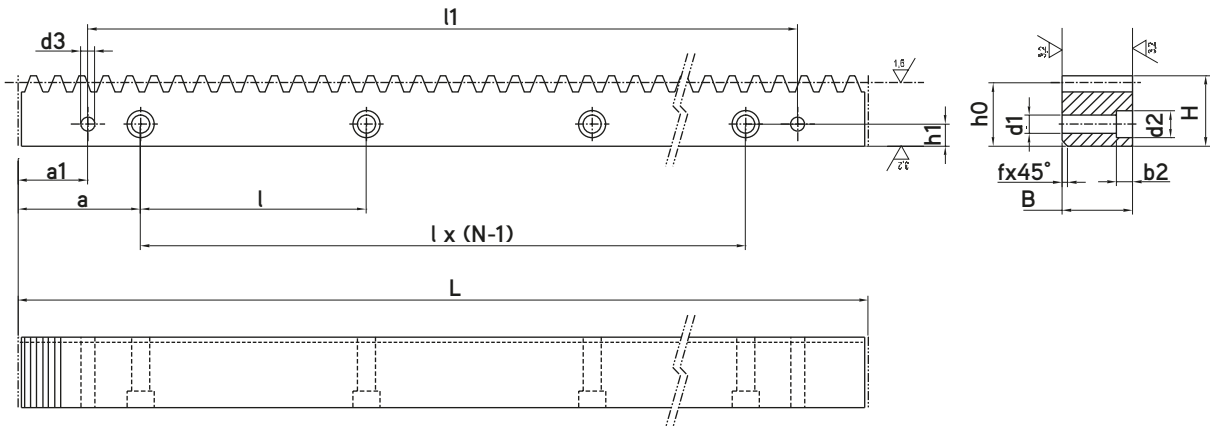 l1
d3
1,6
3,2
3,2
h0
d1
d2
H
h1
3,2
a1
a
l
fx45°
b2
B
l x (N-1)
L